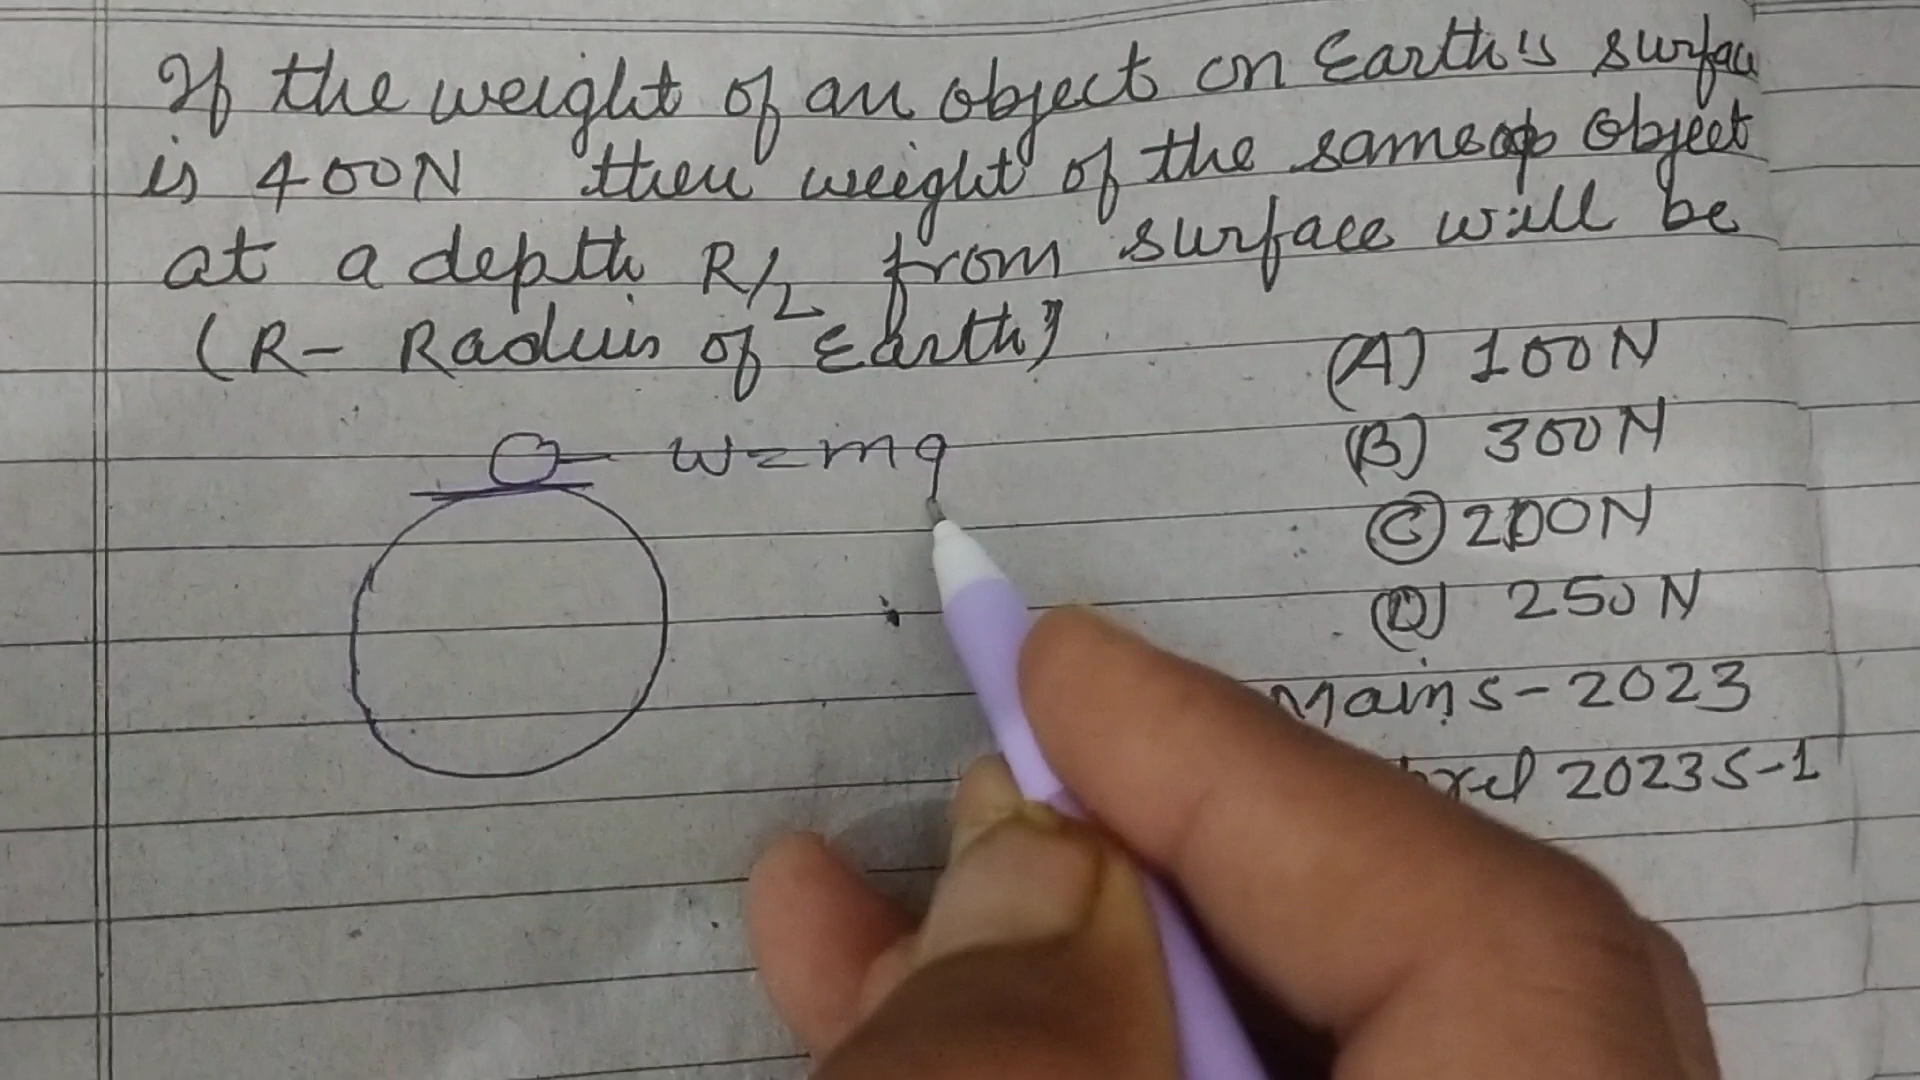 If the weight of an object on Earth's surface
is 400N then weight of the same object
at a depth R/2 from surface will be
(R - Radius of Earth)
(A) 100N
(B) 300N
(C) 200N
(D) 250N
W = mg
Mains - 2023
2023 S-1